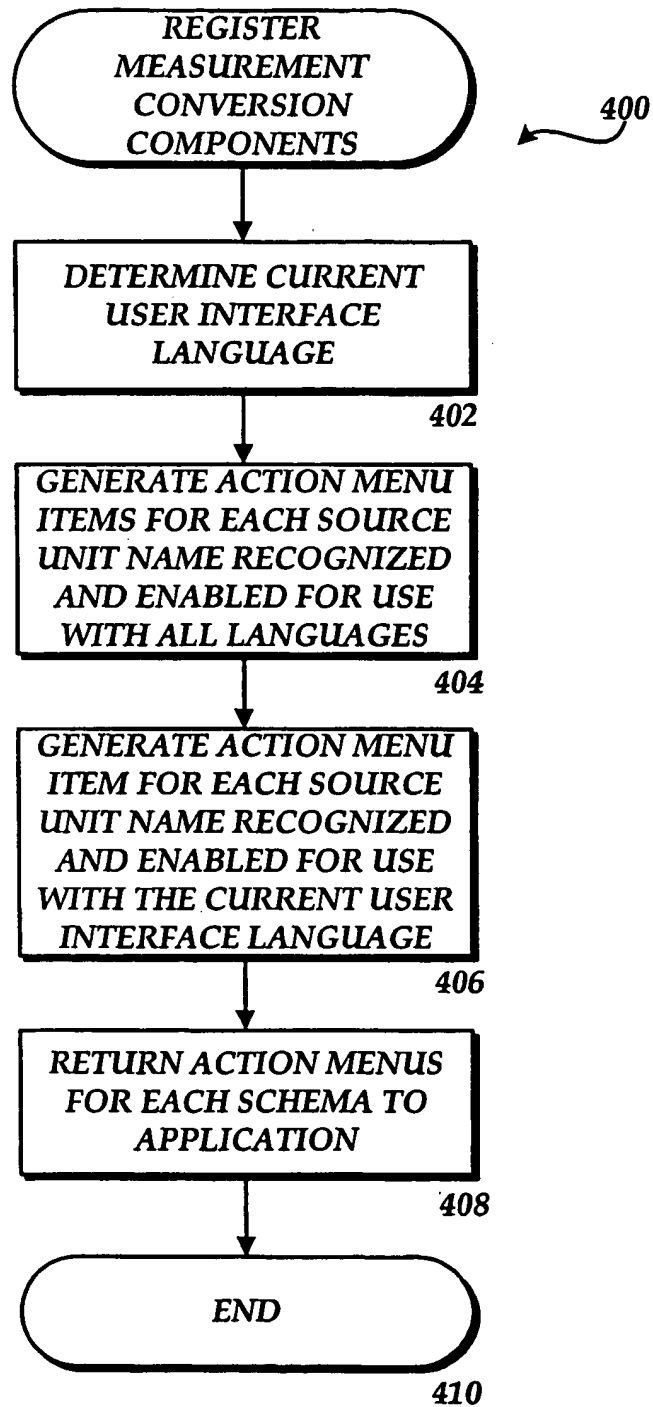 REGISTER
MEASUREMENT
CONVERSION
COMPONENTS
400
DETERMINE CURRENT
USER INTERFACE
LANGUAGE
402
GENERATE ACTION MENU
ITEMS FOR EACH SOURCE
UNIT NAME RECOGNIZED
AND ENABLED FOR USE
WITH ALL LANGUAGES
404
GENERATE ACTION MENU
ITEM FOR EACH SOURCE
UNIT NAME RECOGNIZED
AND ENABLED FOR USE
WITH THE CURRENT USER
INTERFACE LANGUAGE
406
RETURN ACTION MENUS
FOR EACH SCHEMA TO
APPLICATION
408
END
410